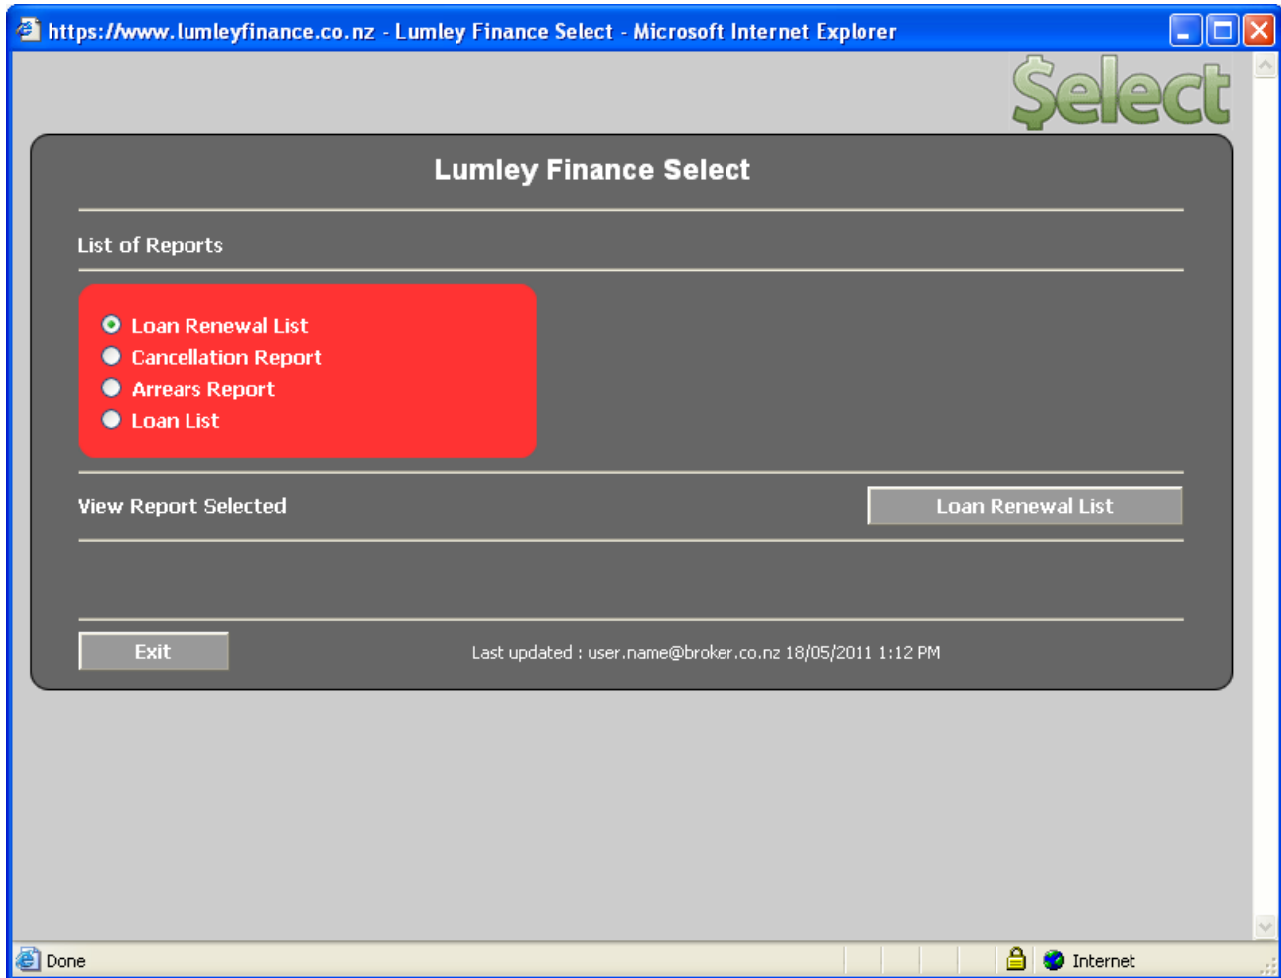 https://www.lumleyfinance.co.nz - Lumley Finance Select - Microsoft Internet Explorer
$elect
Lumley Finance Select
List of Reports
Loan Renewal List
Cancellation Report
Arrears Report
Loan List
View Report Selected Loan Renewal List
Exit Last updated : user.name@broker.co.nz 18/05/2011 1:12 PM
Done Internet